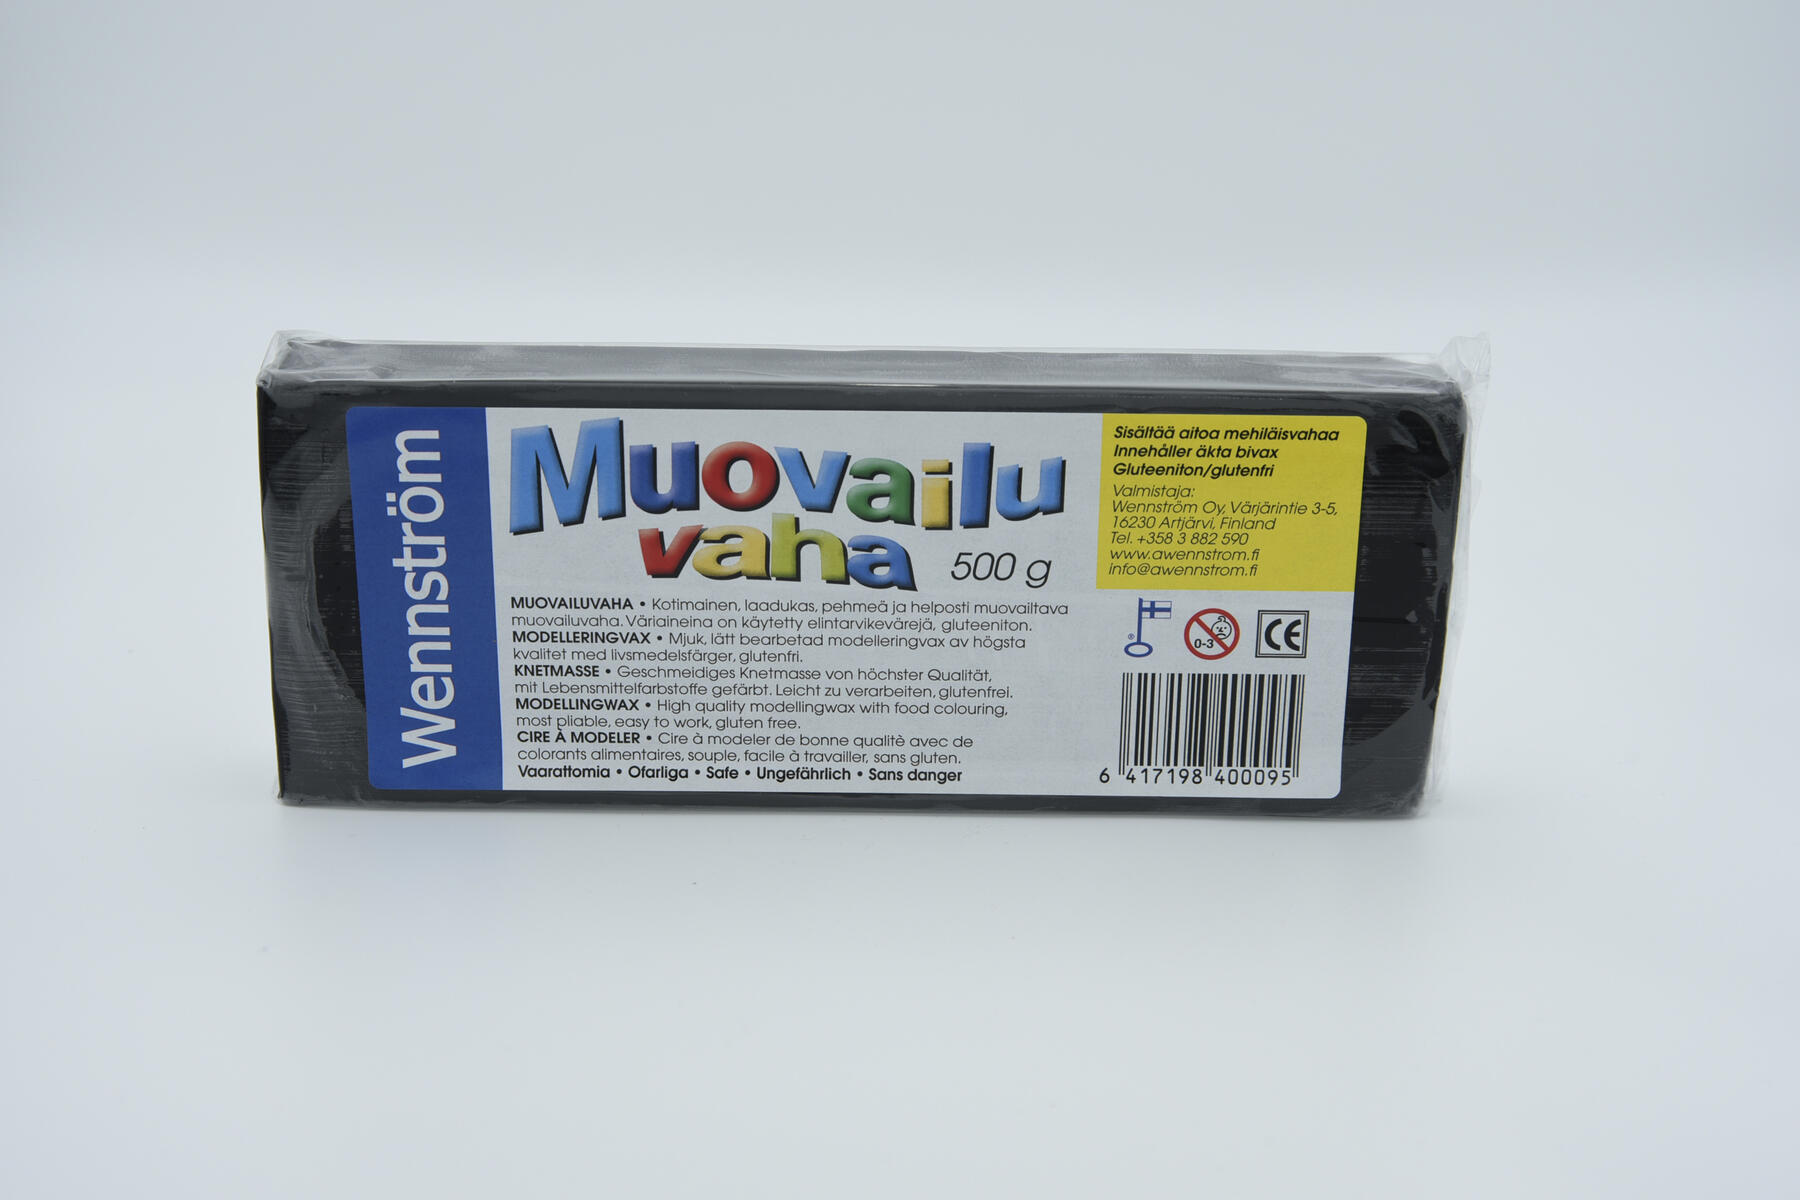 Wennström
Muovailu
vaha
500 g
MUOVAILUVAHA • Kotimainen, laadukas, pehmeä ja helposti muovailtava
muovailuvaha. Väriaineina on käytetty elintarvikevärejä, gluteeniton.
MODELLERINGVAX • Mjuk, lätt bearbetad modelleringvax av högsta
kvalitet med livsmedelsfärger, glutenfri.
KNETMASSE • Geschmeidiges Knetmasse von höchster Qualität,
mit Lebensmittelfarbstoffe gefärbt. Leicht zu verarbeiten, glutenfrei.
MODELLINGWAX • High quality modellingwax with food colouring,
most pliable, easy to work, gluten free.
CIRE À MODELER • Cire à modeler de bonne qualitè avec de
colorants alimentaires, souple, facile à travailler, sans gluten.
Vaarattomia • Ofarliga • Safe • Ungefährlich • Sans danger
Sisältää aitoa mehiläisvahaa
Innehåller äkta bivax
Gluteeniton/glutenfri
Valmistaja:
Wennström Oy, Värjärintie 3-5,
16230 Artjärvi, Finland
Tel. +358 3 882 590
www.awennstrom.fi
info@awennstrom.fi
®
0-3
CE
6 417198 400095